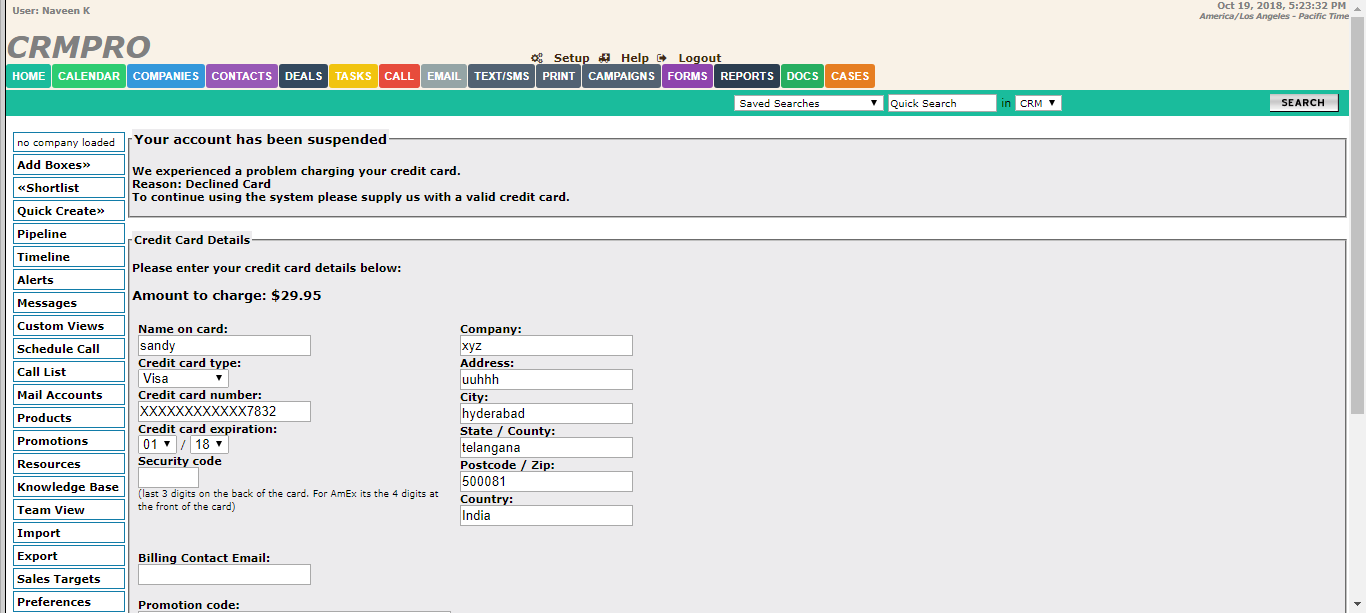 User: Naveen K
Oct 19, 2018, 5:23:32 PM
America/Los Angeles - Pacific Time
CRMPRO
Setup Help Logout
HOME CALENDAR COMPANIES CONTACTS DEALS TASKS CALL EMAIL TEXT/SMS PRINT CAMPAIGNS FORMS REPORTS DOCS CASES
Saved Searches Quick Search in CRM SEARCH
no company loaded
Add Boxes»
«Shortlist
Quick Create»
Pipeline
Timeline
Alerts
Messages
Custom Views
Schedule Call
Call List
Mail Accounts
Products
Promotions
Resources
Knowledge Base
Team View
Import
Export
Sales Targets
Preferences
Your account has been suspended
We experienced a problem charging your credit card.
Reason: Declined Card
To continue using the system please supply us with a valid credit card.
Credit Card Details
Please enter your credit card details below:
Amount to charge: $29.95
Name on card:
sandy
Credit card type:
Visa
Credit card number:
XXXXXXXXXXXX7832
Credit card expiration:
01 / 18
Security code
(last 3 digits on the back of the card. For AmEx its the 4 digits at
the front of the card)
Company:
xyz
Address:
uuhhh
City:
hyderabad
State / County:
telangana
Postcode / Zip:
500081
Country:
India
Billing Contact Email:
Promotion code: